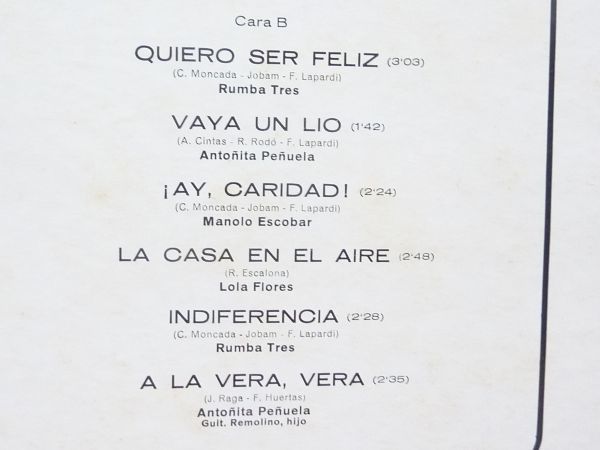 Cara B
QUIERO SER FELIZ (3'03)
(C. Moncada - Jobam - F. Lapardi)
Rumba Tres
VAYA UN LIO (1'42)
(A. Cintas - R. Rodó - F. Lapardi)
Antoñita Peñuela
¡AY, CARIDAD! (2'24)
(C. Moncada - Jobam - F. Lapardi)
Manolo Escobar
LA CASA EN EL AIRE (2'48)
(R. Escalona)
Lola Flores
INDIFERENCIA (2'28)
(C. Moncada - Jobam - F. Lapardi)
Rumba Tres
A LA VERA, VERA (2'35)
(J. Raga - F. Huertas)
Antoñita Peñuela
Guit. Remolino, hijo